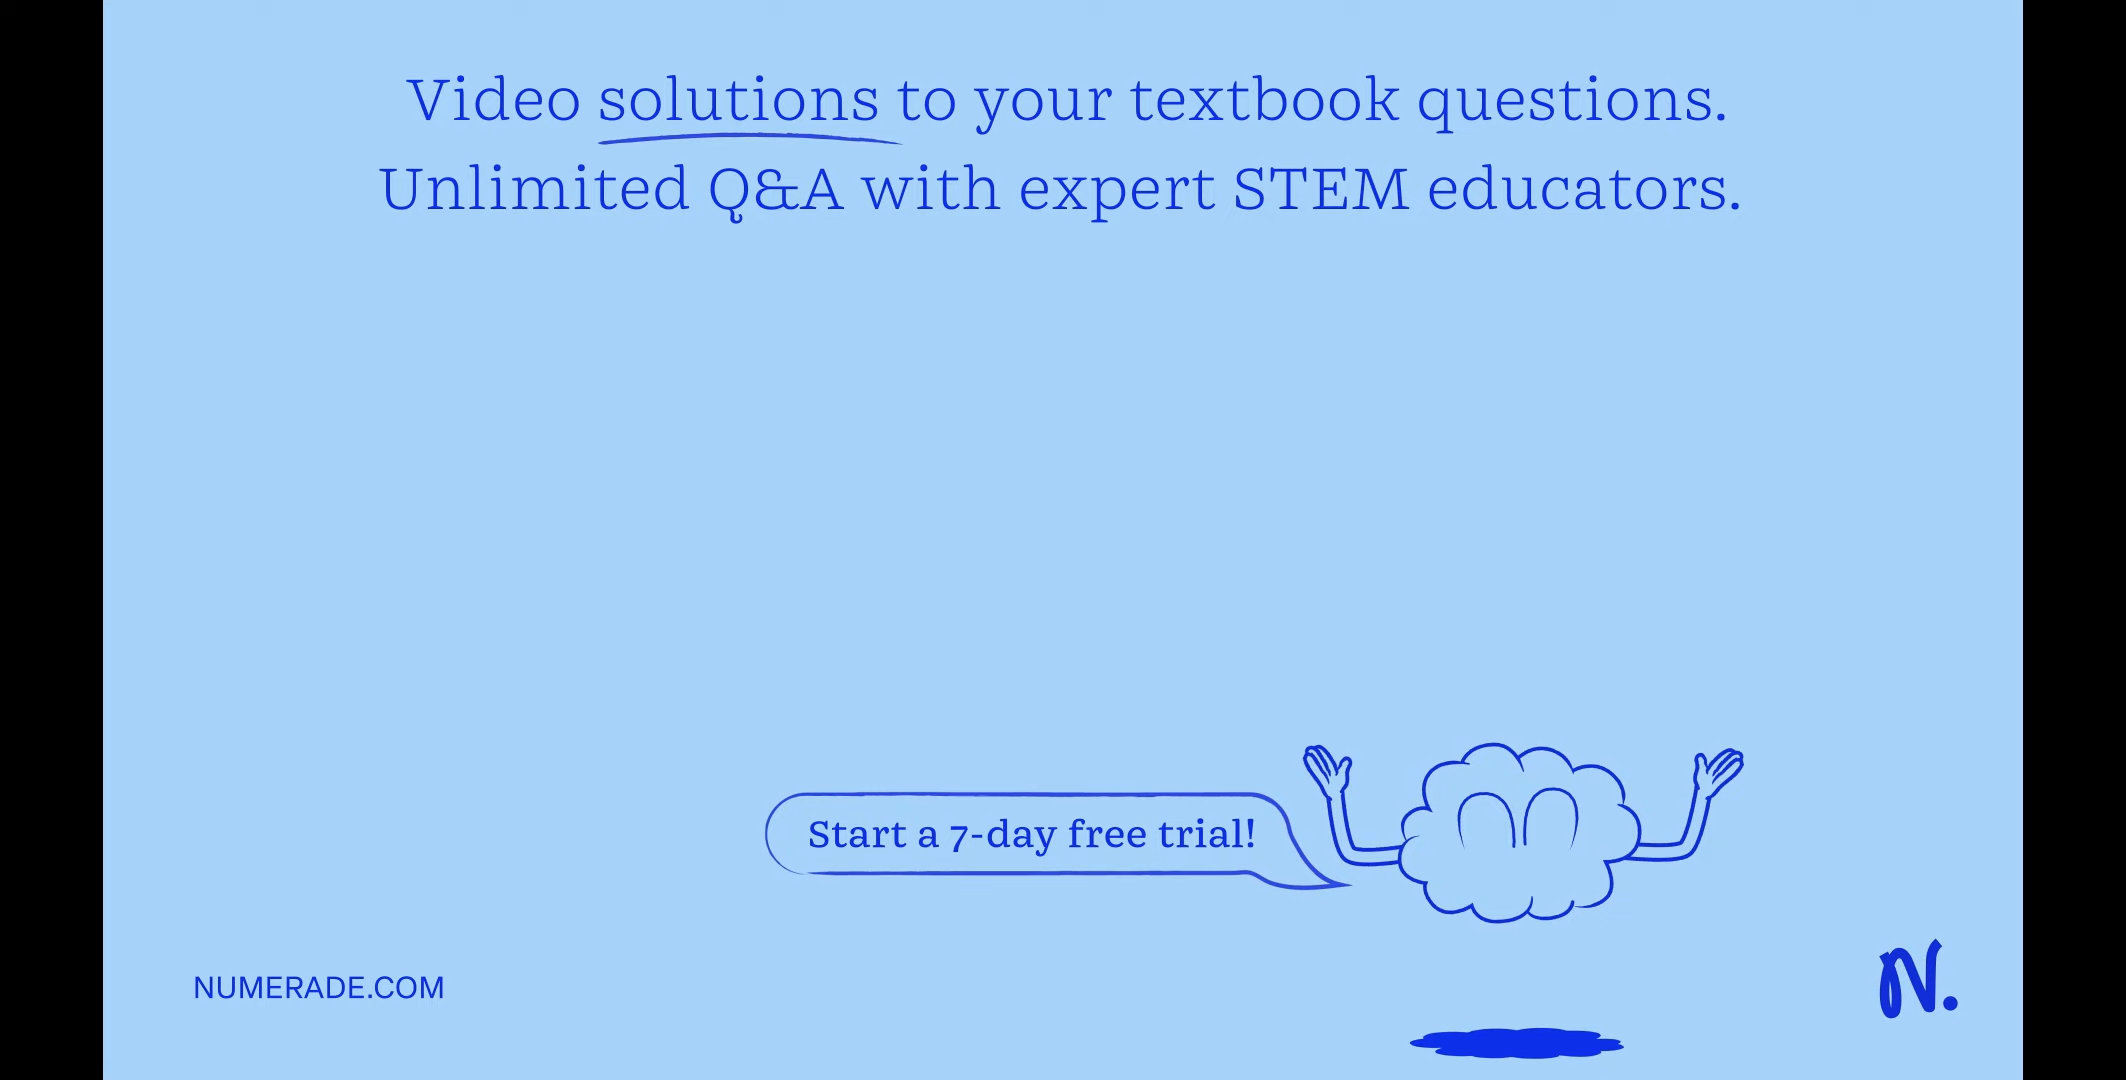 Video solutions to your textbook questions.
Unlimited Q&A with expert STEM educators.
Start a 7-day free trial!
NUMERADE.COM
N.